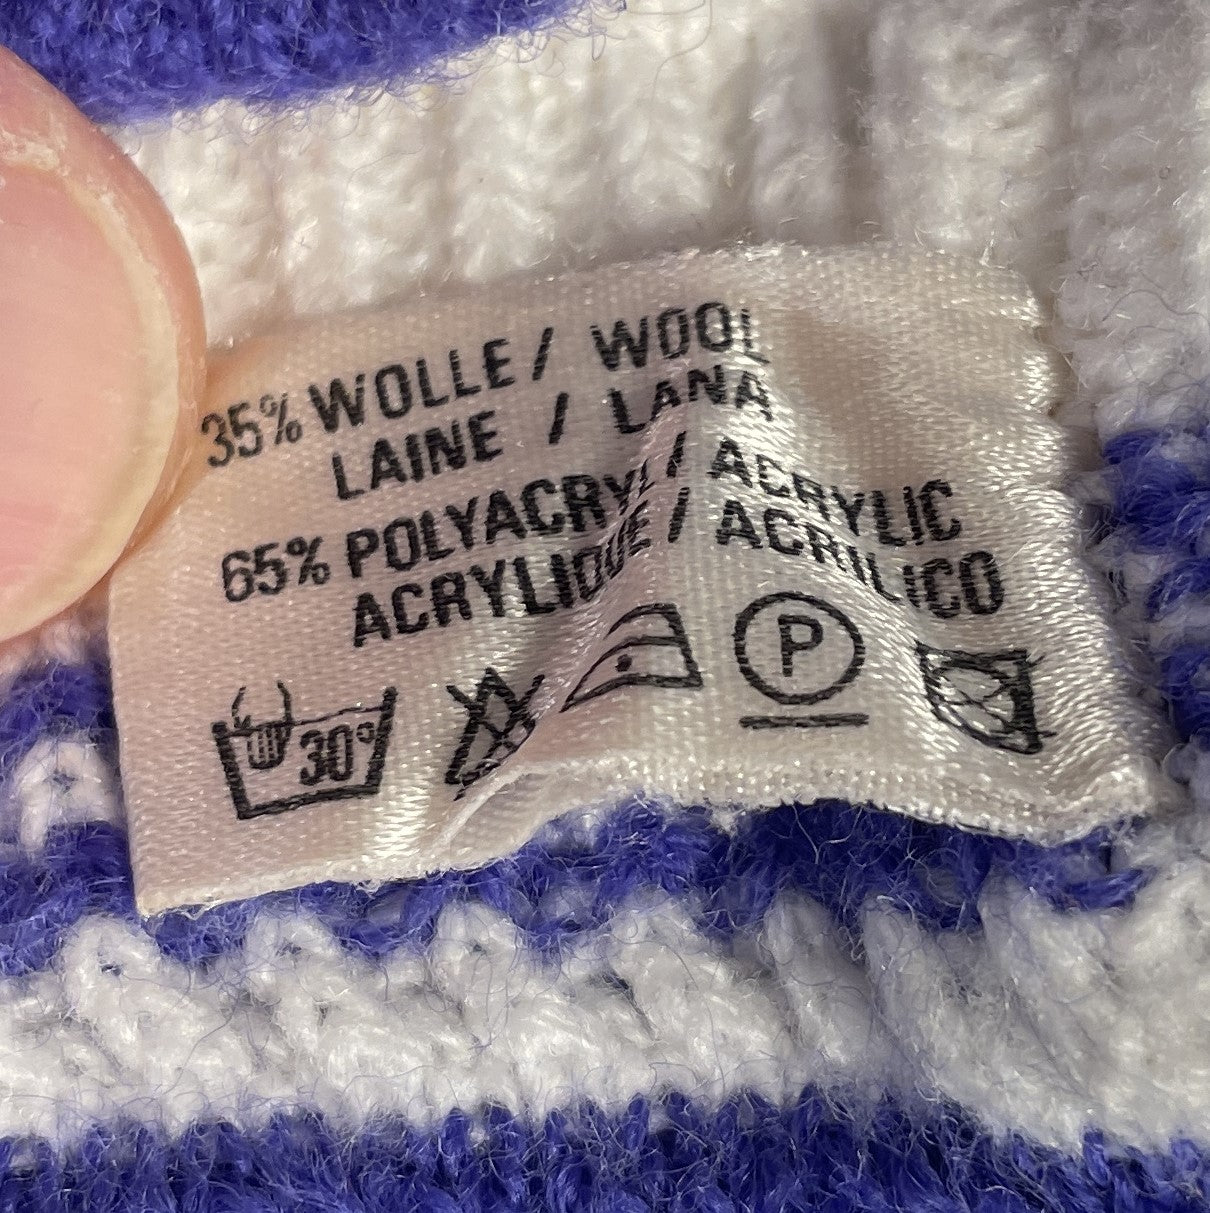 35% WOLLE / WOOL
LAINE / LANA
65% POLYACRYL / ACRYLIC
ACRYLIQUE / ACRILICO
30°
P